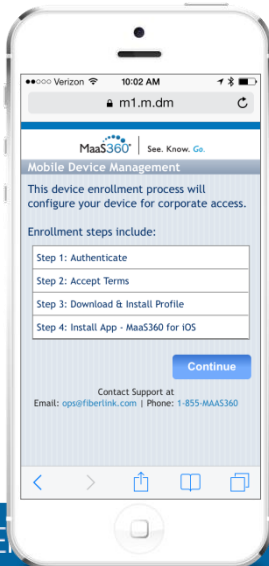 Verizon 10:02 AM
m1.m.dm
MaaS360 See. Know. Go.
Mobile Device Management
This device enrollment process will
configure your device for corporate access.
Enrollment steps include:
Step 1: Authenticate
Step 2: Accept Terms
Step 3: Download & Install Profile
Step 4: Install App - MaaS360 for iOS
Continue
Contact Support at
Email: ops@fiberlink.com | Phone: 1-855-MAAS360